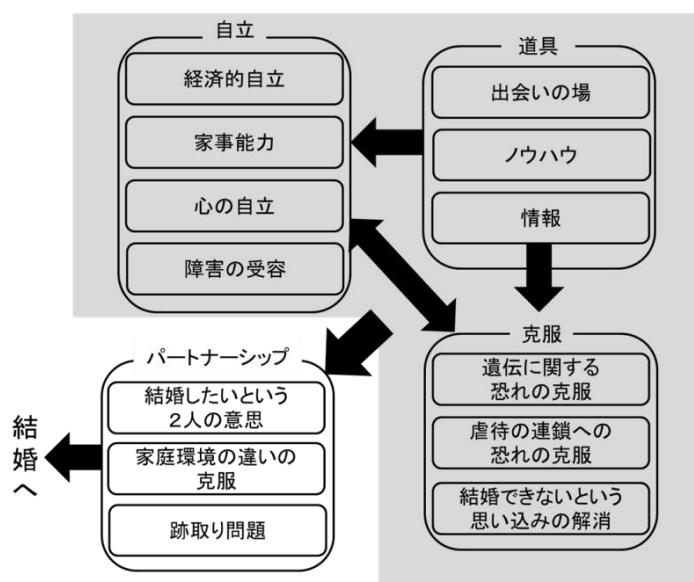 自立
経済的自立
家事能力
心の自立
障害の受容
道具
出会いの場
ノウハウ
情報
克服
遺伝に関する
恐れの克服
虐待の連鎖への
恐れの克服
結婚できないという
思い込みの解消
パートナーシップ
結婚したいという
2人の意思
家庭環境の違いの
克服
跡取り問題
結婚へ